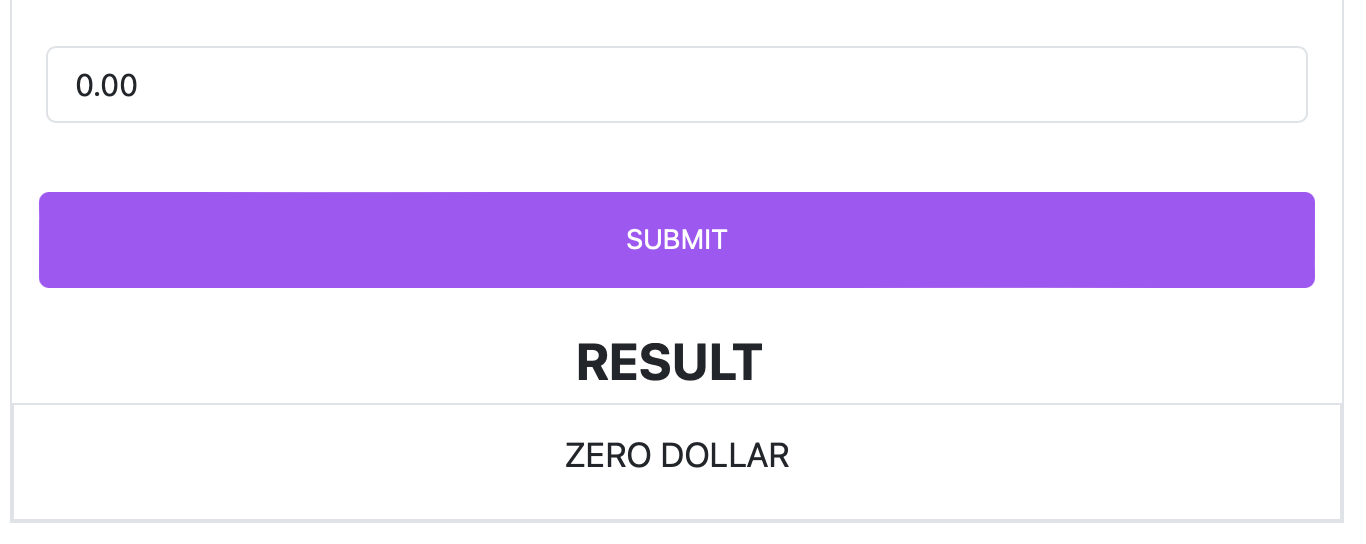 0.00
SUBMIT
RESULT
ZERO DOLLAR